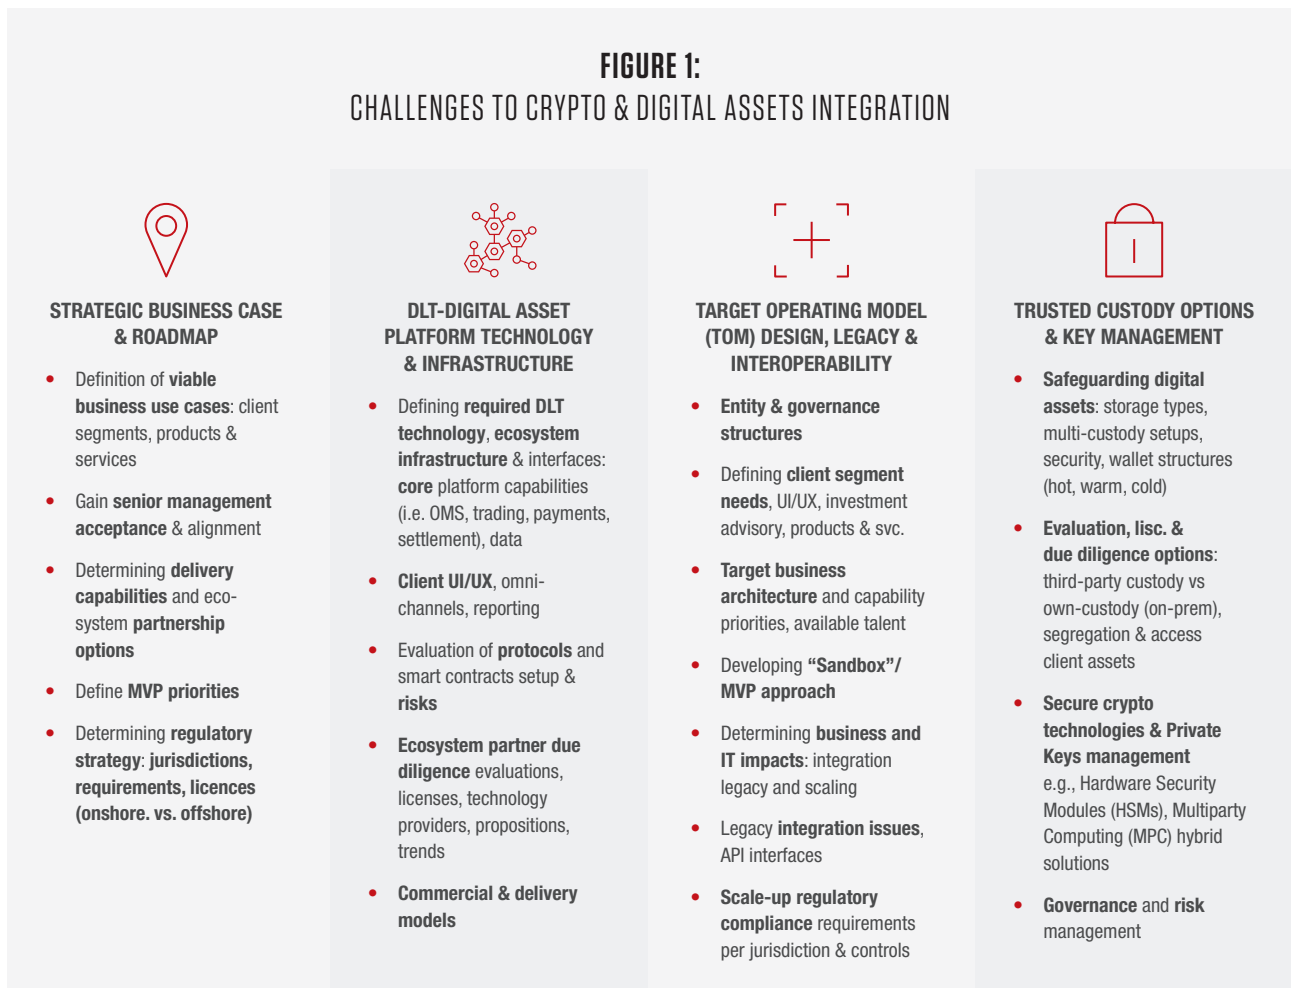 FIGURE 1:
CHALLENGES TO CRYPTO & DIGITAL ASSETS INTEGRATION
STRATEGIC BUSINESS CASE
& ROADMAP
• Definition of viable
business use cases: client
segments, products &
services
• Gain senior management
acceptance & alignment
• Determining delivery
capabilities and eco-
system partnership
options
• Define MVP priorities
• Determining regulatory
strategy: jurisdictions,
requirements, licences
(onshore. vs. offshore)
DLT-DIGITAL ASSET
PLATFORM TECHNOLOGY
& INFRASTRUCTURE
• Defining required DLT
technology, ecosystem
infrastructure & interfaces:
core platform capabilities
(i.e. OMS, trading, payments,
settlement), data
• Client UI/UX, omni-
channels, reporting
• Evaluation of protocols and
smart contracts setup &
risks
• Ecosystem partner due
diligence evaluations,
licenses, technology
providers, propositions,
trends
• Commercial & delivery
models
TARGET OPERATING MODEL
(TOM) DESIGN, LEGACY &
INTEROPERABILITY
• Entity & governance
structures
• Defining client segment
needs, UI/UX, investment
advisory, products & svc.
• Target business
architecture and capability
priorities, available talent
• Developing “Sandbox”/
MVP approach
• Determining business and
IT impacts: integration
legacy and scaling
• Legacy integration issues,
API interfaces
• Scale-up regulatory
compliance requirements
per jurisdiction & controls
TRUSTED CUSTODY OPTIONS
& KEY MANAGEMENT
• Safeguarding digital
assets: storage types,
multi-custody setups,
security, wallet structures
(hot, warm, cold)
• Evaluation, lisc. &
due diligence options:
third-party custody vs
own-custody (on-prem),
segregation & access
client assets
• Secure crypto
technologies & Private
Keys management
e.g., Hardware Security
Modules (HSMs), Multiparty
Computing (MPC) hybrid
solutions
• Governance and risk
management